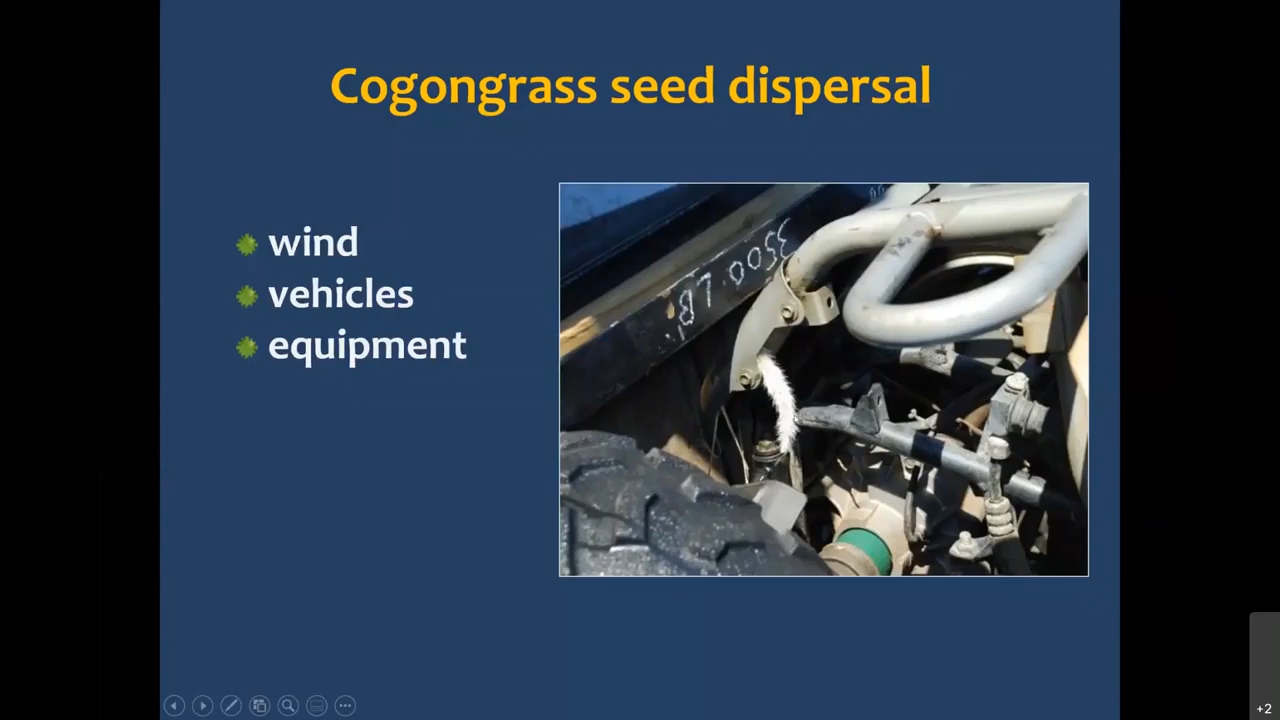 Cogongrass seed dispersal
wind
vehicles
equipment
3500 LB
+2